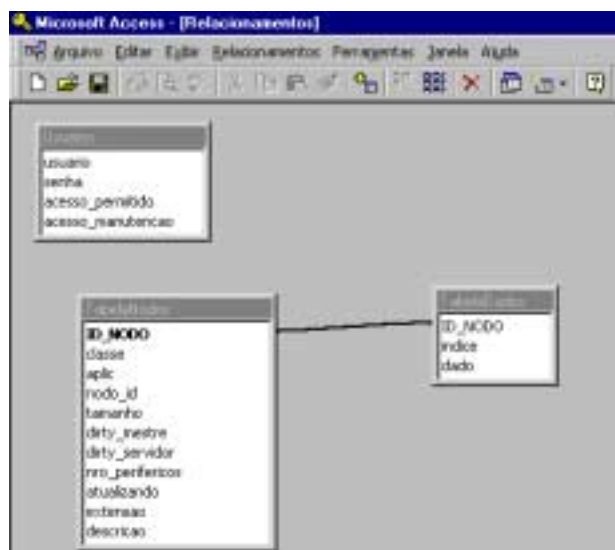 Microsoft Access - [Relacionamentos]
Arquivo Editar Exibir Relacionamentos Ferramentas Janela Ajuda
usuario
senha
acesso_permitido
acesso_manutencao
ID_NODO
classe
aplic
nodo_id
tamanho
dirty_mestre
dirty_servidor
nro_perifericos
atualizando
extensao
descricao
ID_NODO
indice
dado